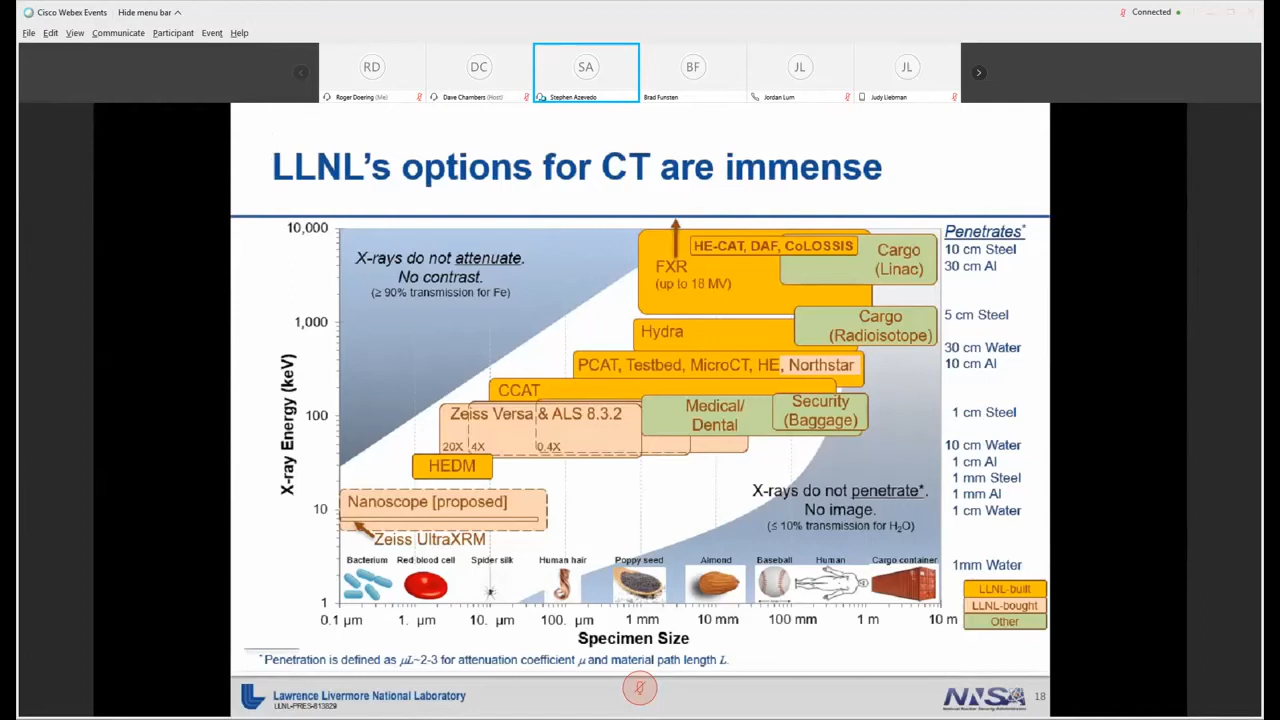 Cisco Webex Events
Hide menu bar
Connected
File Edit View Communicate Participant Event Help
RD
DC
SA
BF
JL
JL
Roger Doering (Me)
Dave Chambers (Host)
Stephen Azevedo
Brad Funsten
Jordan Lum
Judy Liebman
LLNL's options for CT are immense
X-ray Energy (keV)
10,000
1,000
100
10
1
X-rays do not attenuate.
No contrast.
(≥ 90% transmission for Fe)
HE-CAT, DAF, CoLOSSIS
FXR
(up to 18 MV)
Cargo
(Linac)
Cargo
(Radioisotope)
Hydra
PCAT, Testbed, MicroCT, HE, Northstar
CCAT
Zeiss Versa & ALS 8.3.2
20X 4X 0.4X
Medical/
Dental
Security
(Baggage)
HEDM
Nanoscope [proposed]
Zeiss UltraXRM
X-rays do not penetrate*.
No image.
(≤ 10% transmission for H₂O)
Bacterium Red blood cell Spider silk Human hair Poppy seed Almond Baseball Human Cargo container
0.1 µm 1. µm 10. µm 100. µm 1 mm 10 mm 100 mm 1 m 10 m
Specimen Size
Penetrates*
10 cm Steel
30 cm Al
5 cm Steel
30 cm Water
10 cm Al
1 cm Steel
10 cm Water
1 cm Al
1 mm Steel
1 mm Al
1 cm Water
1mm Water
LLNL-built
LLNL-bought
Other
*Penetration is defined as µL~2-3 for attenuation coefficient µ and material path length L.
Lawrence Livermore National Laboratory
LLNL-PRES-813829
NNSA
National Nuclear Security Administration
18